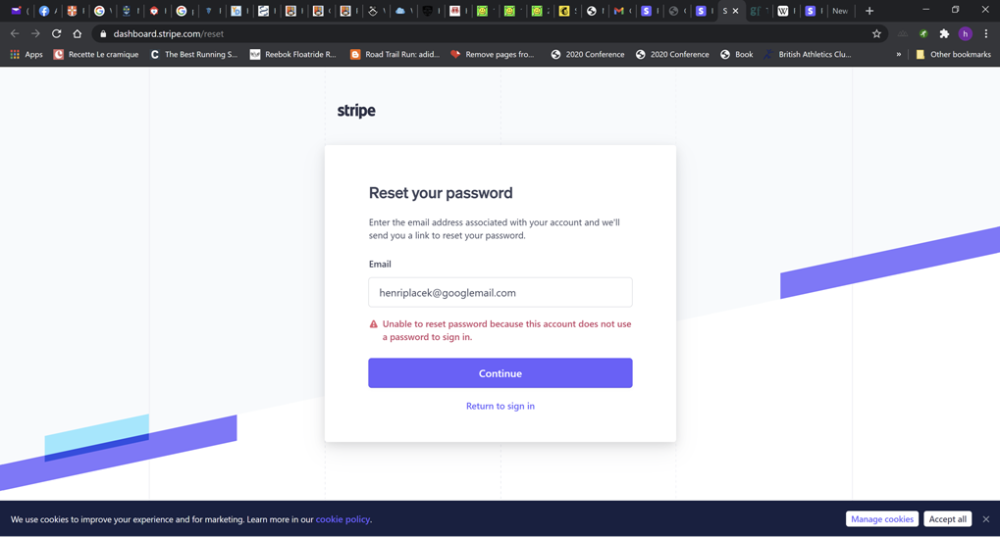 New
dashboard.stripe.com/reset
h
Apps
Recette Le cramique
The Best Running S...
Reebok Floatride R...
Road Trail Run: adid...
Remove pages fro...
2020 Conference
2020 Conference
Book
British Athletics Clu...
»
Other bookmarks
stripe
Reset your password
Enter the email address associated with your account and we'll
send you a link to reset your password.
Email
henriplacek@googlemail.com
Unable to reset password because this account does not use
a password to sign in.
Continue
Return to sign in
We use cookies to improve your experience and for marketing. Learn more in our cookie policy.
Manage cookies
Accept all